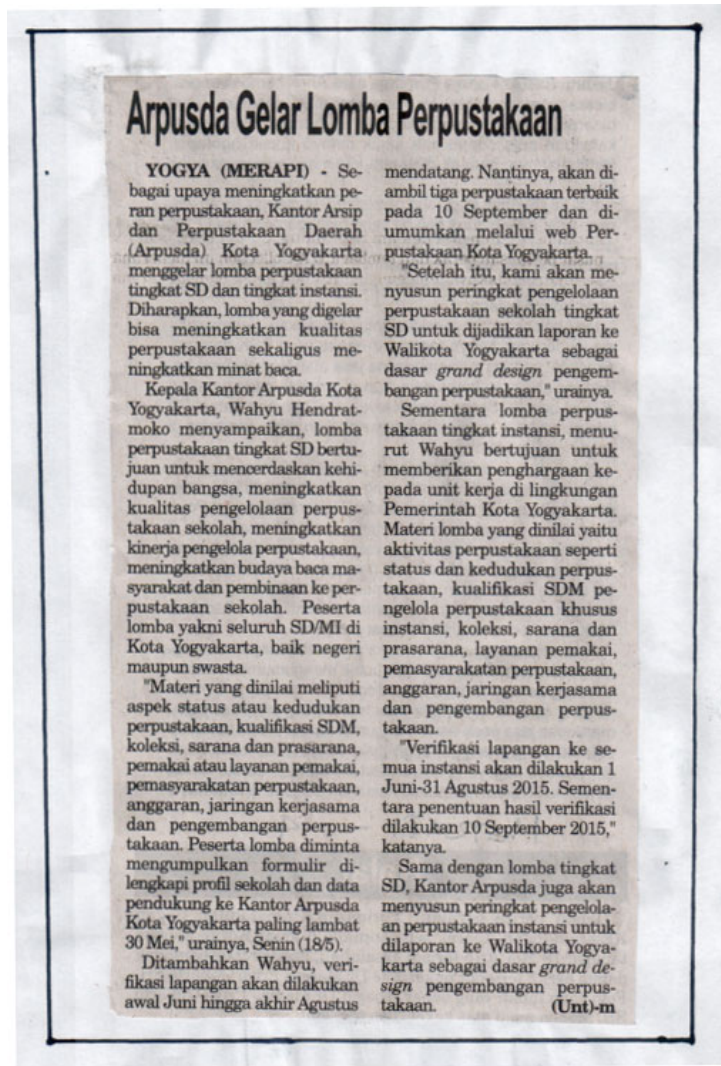 Arpusda Gelar Lomba Perpustakaan
YOGYA (MERAPI) - Se-
bagai upaya meningkatkan pe-
ran perpustakaan, Kantor Arsip
dan Perpustakaan Daerah
(Arpusda) Kota Yogyakarta
menggelar lomba perpustakaan
tingkat SD dan tingkat instansi.
Diharapkan, lomba yang digelar
bisa meningkatkan kualitas
perpustakaan sekaligus me-
ningkatkan minat baca.
Kepala Kantor Arpusda Kota
Yogyakarta, Wahyu Hendrat-
moko menyampaikan, lomba
perpustakaan tingkat SD bertu-
juan untuk mencerdaskan kehi-
dupan bangsa, meningkatkan
kualitas pengelolaan perpus-
takaan sekolah, meningkatkan
kinerja pengelola perpustakaan,
meningkatkan budaya baca ma-
syarakat dan pembinaan ke per-
pustakaan sekolah. Peserta
lomba yakni seluruh SD/MI di
Kota Yogyakarta, baik negeri
maupun swasta.
"Materi yang dinilai meliputi
aspek status atau kedudukan
perpustakaan, kualifikasi SDM,
koleksi, sarana dan prasarana,
pemakai atau layanan pemakai,
pemasyarakatan perpustakaan,
anggaran, jaringan kerjasama
dan pengembangan perpus-
takaan. Peserta lomba diminta
mengumpulkan formulir di-
lengkapi profil sekolah dan data
pendukung ke Kantor Arpusda
Kota Yogyakarta paling lambat
30 Mei," urainya, Senin (18/5).
Ditambahkan Wahyu, veri-
fikasi lapangan akan dilakukan
awal Juni hingga akhir Agustus
mendatang. Nantinya, akan di-
ambil tiga perpustakaan terbaik
pada 10 September dan di-
umumkan melalui web Per-
pustakaan Kota Yogyakarta.
"Setelah itu, kami akan me-
nyusun peringkat pengelolaan
perpustakaan sekolah tingkat
SD untuk dijadikan laporan ke
Walikota Yogyakarta sebagai
dasar grand design pengem-
bangan perpustakaan," urainya.
Sementara lomba perpus-
takaan tingkat instansi, menu-
rut Wahyu bertujuan untuk
memberikan penghargaan ke-
pada unit kerja di lingkungan
Pemerintah Kota Yogyakarta.
Materi lomba yang dinilai yaitu
aktivitas perpustakaan seperti
status dan kedudukan perpus-
takaan, kualifikasi SDM pe-
ngelola perpustakaan khusus
instansi, koleksi, sarana dan
prasarana, layanan pemakai,
pemasyarakatan perpustakaan,
anggaran, jaringan kerjasama
dan pengembangan perpus-
takaan.
"Verifikasi lapangan ke se-
mua instansi akan dilakukan 1
Juni-31 Agustus 2015. Semen-
tara penentuan hasil verifikasi
dilakukan 10 September 2015,"
katanya.
Sama dengan lomba tingkat
SD, Kantor Arpusda juga akan
menyusun peringkat pengelola-
an perpustakaan instansi untuk
dilaporan ke Walikota Yogya-
karta sebagai dasar grand de-
sign pengembangan perpus-
takaan. (Unt)-m